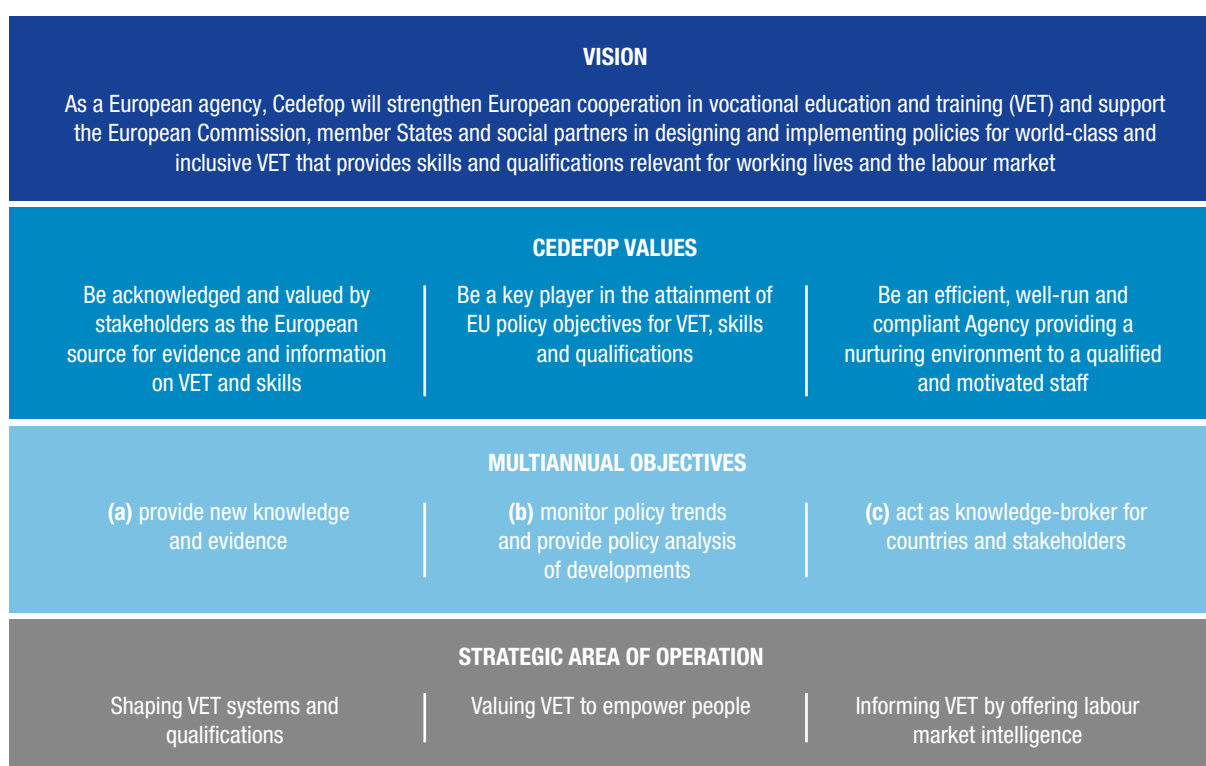 VISION
As a European agency, Cedefop will strengthen European cooperation in vocational education and training (VET) and support
the European Commission, member States and social partners in designing and implementing policies for world-class and
inclusive VET that provides skills and qualifications relevant for working lives and the labour market
CEDEFOP VALUES
Be acknowledged and valued by
stakeholders as the European
source for evidence and information
on VET and skills
Be a key player in the attainment of
EU policy objectives for VET, skills
and qualifications
Be an efficient, well-run and
compliant Agency providing a
nurturing environment to a qualified
and motivated staff
MULTIANNUAL OBJECTIVES
(a) provide new knowledge
and evidence
(b) monitor policy trends
and provide policy analysis
of developments
(c) act as knowledge-broker for
countries and stakeholders
STRATEGIC AREA OF OPERATION
Shaping VET systems and
qualifications
Valuing VET to empower people
Informing VET by offering labour
market intelligence